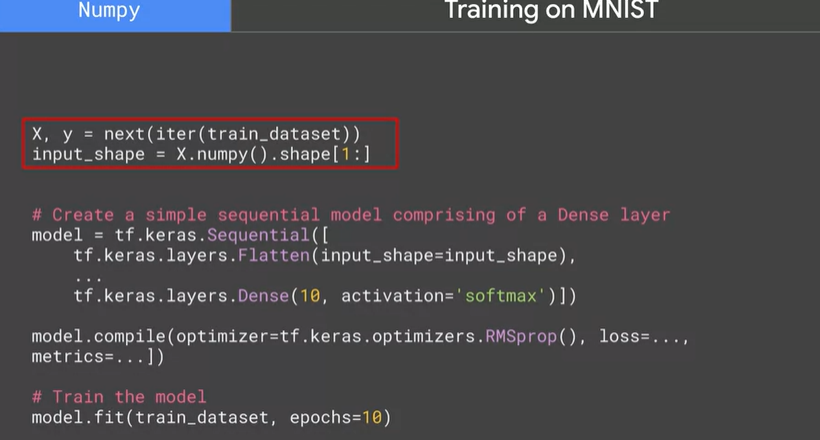 Numpy
Training on MNIST
X, y = next(iter(train_dataset))
input_shape = X.numpy().shape[1:]
# Create a simple sequential model comprising of a Dense layer
model = tf.keras.Sequential([
    tf.keras.layers.Flatten(input_shape=input_shape),
    ...
    tf.keras.layers.Dense(10, activation='softmax')])
model.compile(optimizer=tf.keras.optimizers.RMSprop(), loss=...,
metrics=...])
# Train the model
model.fit(train_dataset, epochs=10)